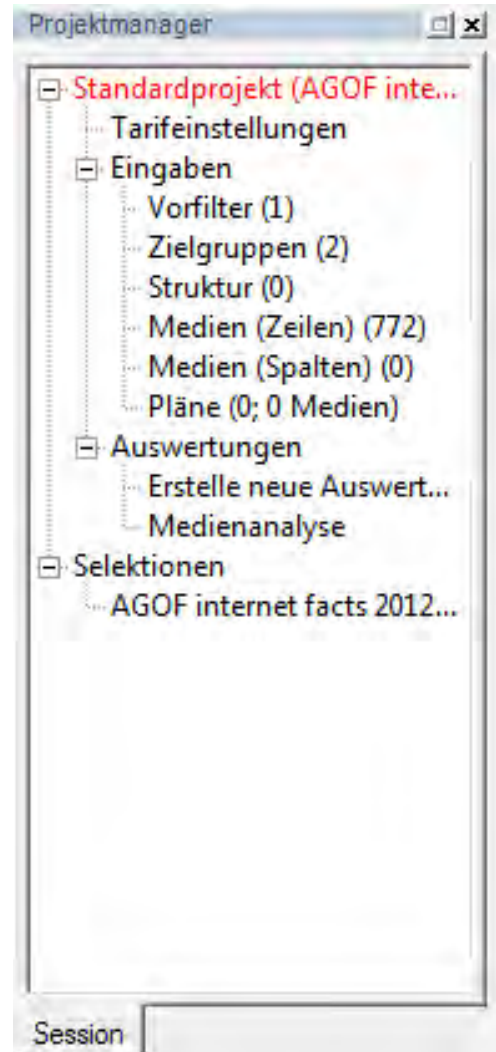 Projektmanager
Standardprojekt (AGOF inte...
Tarifeinstellungen
Eingaben
Vorfilter (1)
Zielgruppen (2)
Struktur (0)
Medien (Zeilen) (772)
Medien (Spalten) (0)
Pläne (0; 0 Medien)
Auswertungen
Erstelle neue Auswert...
Medienanalyse
Selektionen
AGOF internet facts 2012...
Session